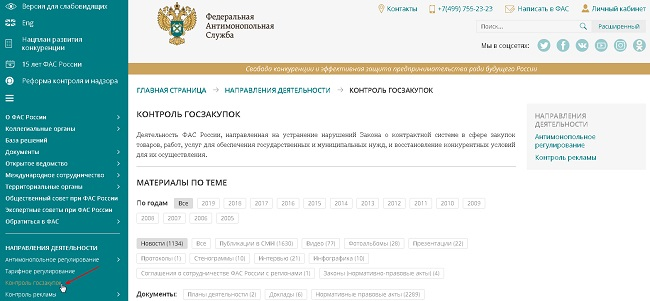 Версия для слабовидящих
Eng
Нацплан развития
конкуренции
15 лет ФАС России
Реформа контроля и надзора
О ФАС России
Коллегиальные органы
База решений
Документы
Открытое ведомство
Международное сотрудничество
Территориальные органы
Общественный совет при ФАС России
Экспертные советы при ФАС России
Обратиться в ФАС
НАПРАВЛЕНИЯ ДЕЯТЕЛЬНОСТИ
Антимонопольное регулирование
Тарифное регулирование
Контроль госзакупок
Контроль рекламы
Федеральная
Антимонопольная
Служба
Контакты +7(499) 755-23-23 Написать в ФАС Личный кабинет
Поиск... Расширенный
Мы в соцсетях:
Свобода конкуренции и эффективная защита предпринимательства ради будущего России
ГЛАВНАЯ СТРАНИЦА → НАПРАВЛЕНИЯ ДЕЯТЕЛЬНОСТИ → КОНТРОЛЬ ГОСЗАКУПОК
КОНТРОЛЬ ГОСЗАКУПОК
Деятельность ФАС России, направленная на устранение нарушений Закона о контрактной системе в сфере закупок
товаров, работ, услуг для обеспечения государственных и муниципальных нужд, и восстановление конкурентных условий
для их осуществления.
МАТЕРИАЛЫ ПО ТЕМЕ
По годам Все 2019 2018 2017 2016 2015 2014 2013 2012 2011 2010 2009
2008 2007 2006 2005
Новости (1134) Все Публикации в СМИ (1630) Видео (77) Фотоальбомы (26) Презентации (22)
Протоколы (1) Стенограммы (10) Интервью (21) Инфографика (10)
Соглашения о сотрудничестве ФАС России с регионами (1) Законы (нормативно-правовые акты) (4)
Документы: Планы деятельности (2) Доклады (6) Нормативные правовые акты (2269)
НАПРАВЛЕНИЯ
ДЕЯТЕЛЬНОСТИ
Антимонопольное
регулирование
Контроль рекламы